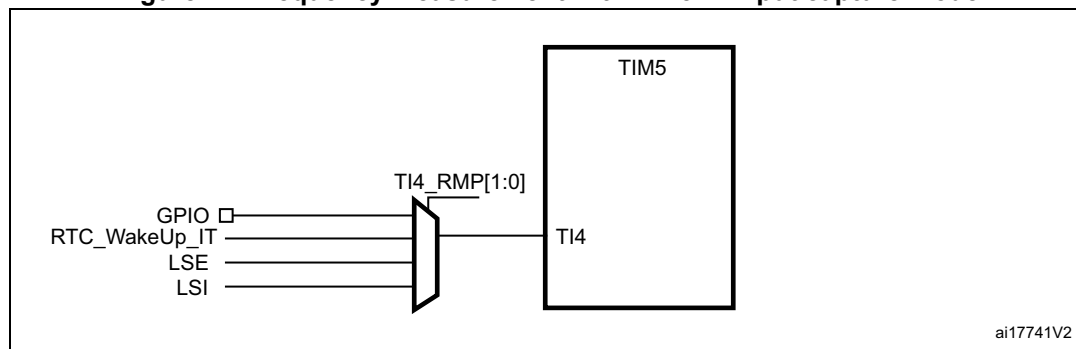 TIM5
TI4_RMP[1:0]
GPIO
RTC_WakeUp_IT
TI4
LSE
LSI
ai17741V2